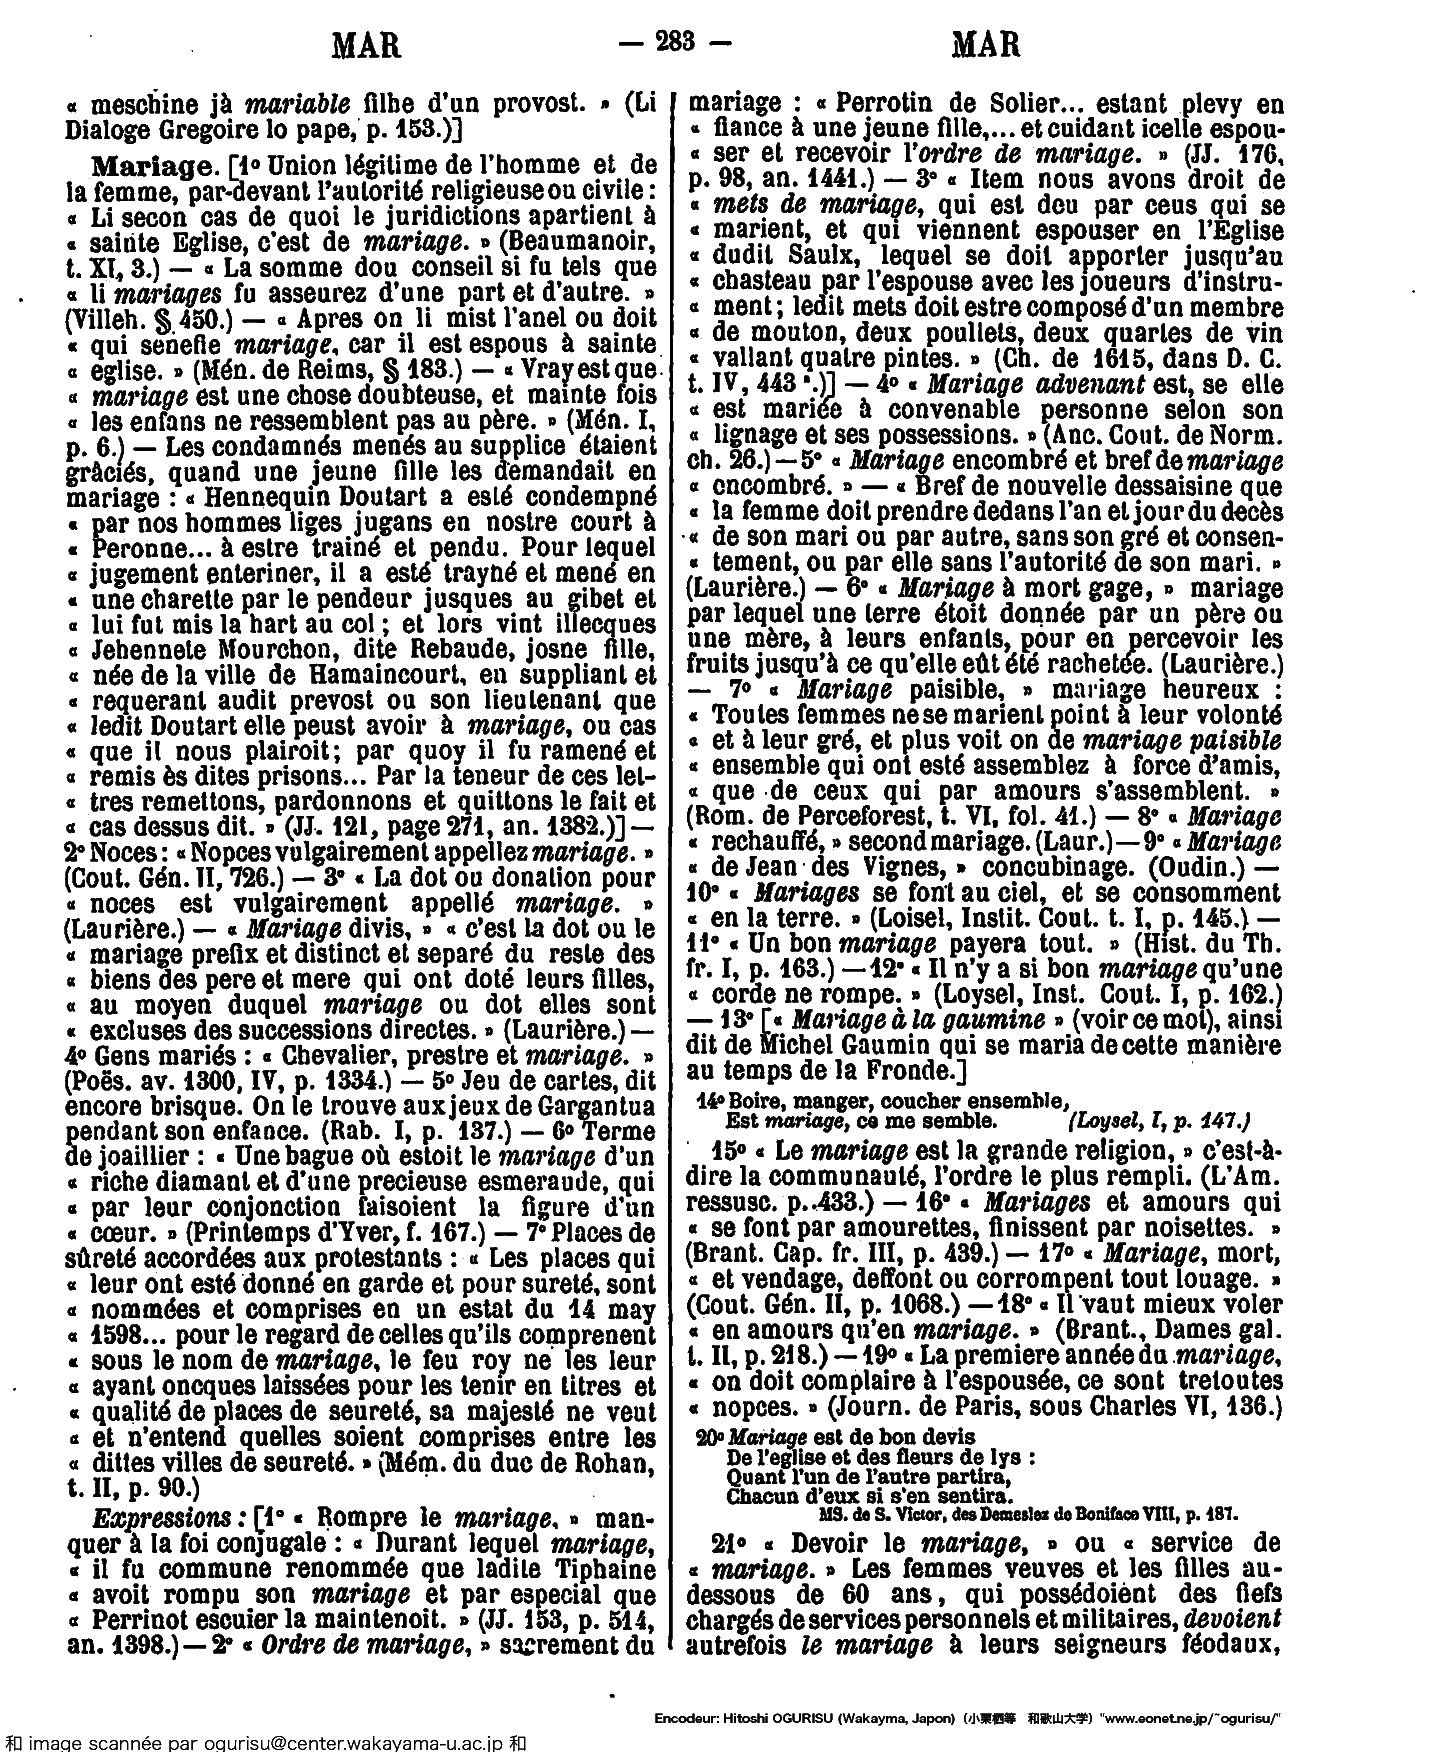 MAR — 283 — MAR
« meschine jà mariable filhe d'un provost. » (Li
Dialoge Gregoire lo pape, p. 153.)]
Mariage. [1º Union légitime de l'homme et de
la femme, par-devant l'autorité religieuse ou civile :
« Li secon cas de quoi le juridictions apartient à
« sainte Eglise, c'est de mariage. » (Beaumanoir,
t. XI, 3.) — « La somme dou conseil si fu tels que
« li mariages fu asseurez d'une part et d'autre. »
(Villeh. § 450.) — « Apres on li mist l'anel ou doit
« qui senefie mariage, car il est espous à sainte
« eglise. » (Mén. de Reims, § 183.) — « Vray est que
« mariage est une chose doubteuse, et mainte fois
« les enfans ne ressemblent pas au père. » (Mén. I,
p. 6.) — Les condamnés menés au supplice étaient
grâciés, quand une jeune fille les demandait en
mariage : « Hennequin Doutart a esté condempné
« par nos hommes liges jugans en nostre court à
« Peronne... à estre trainé et pendu. Pour lequel
« jugement enteriner, il a esté trayné et mené en
« une charette par le pendeur jusques au gibet et
« lui fut mis la hart au col ; et lors vint illecques
« Jehennete Mourchon, dite Rebaude, josne fille,
« née de la ville de Hamaincourt, en suppliant et
« requerant audit prevost ou son lieutenant que
« ledit Doutart elle peust avoir à mariage, ou cas
« que il nous plairoit; par quoy il fu ramené et
« remis ès dites prisons... Par la teneur de ces let-
« tres remettons, pardonnons et quittons le fait et
« cas dessus dit. » (JJ. 121, page 271, an. 1382.)] —
2º Noces : « Nopces vulgairement appellez mariage. »
(Cout. Gén. II, 726.) — 3º « La dot ou donation pour
« noces est vulgairement appellé mariage. »
(Laurière.) — « Mariage divis, » « c'est la dot ou le
« mariage prefix et distinct et separé du reste des
« biens des pere et mere qui ont doté leurs filles,
« au moyen duquel mariage ou dot elles sont
« excluses des successions directes. » (Laurière.) —
4º Gens mariés : « Chevalier, prestre et mariage. »
(Poës. av. 1300, IV, p. 1334.) — 5º Jeu de cartes, dit
encore brisque. On le trouve aux jeux de Gargantua
pendant son enfance. (Rab. I, p. 137.) — 6º Terme
de joaillier : « Une bague où estoit le mariage d'un
« riche diamant et d'une precieuse esmeraude, qui
« par leur conjonction faisoient la figure d'un
« cœur. » (Printemps d'Yver, f. 167.) — 7º Places de
sûreté accordées aux protestants : « Les places qui
« leur ont esté donné en garde et pour sureté, sont
« nommées et comprises en un estat du 14 may
« 1598... pour le regard de celles qu'ils comprenent
« sous le nom de mariage, le feu roy ne les leur
« ayant oncques laissées pour les tenir en titres et
« qualité de places de seureté, sa majesté ne veut
« et n'entend quelles soient comprises entre les
« dittes villes de seureté. » (Mém. du duc de Rohan,
t. II, p. 90.)
Expressions : [1º « Rompre le mariage, » man-
quer à la foi conjugale : « Durant lequel mariage,
« il fu commune renommée que ladite Tiphaine
« avoit rompu son mariage et par especial que
« Perrinot escuier la maintenoit. » (JJ. 153, p. 514,
an. 1398.) — 2º « Ordre de mariage, » sacrement du
mariage : « Perrotin de Solier... estant plevy en
« fiance à une jeune fille,... et cuidant icelle espou-
« ser et recevoir l'ordre de mariage. » (JJ. 176,
p. 98, an. 1441.) — 3º « Item nous avons droit de
« mets de mariage, qui est dou par ceus qui se
« marient, et qui viennent espouser en l'Eglise
« dudit Saulx, lequel se doit apporter jusqu'au
« chasteau par l'espouse avec les joueurs d'instru-
« ment ; ledit mets doit estre composé d'un membre
« de mouton, deux poullets, deux quartes de vin
« vallant quatre pintes. » (Ch. de 1615, dans D. C.
t. IV, 443 ª.)] — 4º « Mariage advenant est, se elle
« est mariée à convenable personne selon son
« lignage et ses possessions. » (Anc. Cout. de Norm.
ch. 26.) — 5º « Mariage encombré et bref de mariage
« encombré. » — « Bref de nouvelle dessaisine que
« la femme doit prendre dedans l'an et jour du decès
« de son mari ou par autre, sans son gré et consen-
« tement, ou par elle sans l'autorité de son mari. »
(Laurière.) — 6º « Mariage à mort gage, » mariage
par lequel une terre étoit donnée par un père ou
une mère, à leurs enfants, pour en percevoir les
fruits jusqu'à ce qu'elle eût été rachetée. (Laurière.)
— 7º « Mariage paisible, » mariage heureux :
« Toutes femmes ne se marient point à leur volonté
« et à leur gré, et plus voit on de mariage paisible
« ensemble qui ont esté assemblez à force d'amis,
« que de ceux qui par amours s'assemblent. »
(Rom. de Perceforest, t. VI, fol. 41.) — 8º « Mariage
« rechauffé, » second mariage. (Laur.) — 9º « Mariage
« de Jean des Vignes, » concubinage. (Oudin.) —
10º « Mariages se font au ciel, et se consomment
« en la terre. » (Loisel, Instit. Cout. t. I, p. 145.) —
11º « Un bon mariage payera tout. » (Hist. du Th.
fr. I, p. 163.) — 12º « Il n'y a si bon mariage qu'une
« corde ne rompe. » (Loysel, Inst. Cout. I, p. 162.)
— 13º [« Mariage à la gaumine » (voir ce mot), ainsi
dit de Michel Gaumin qui se maria de cette manière
au temps de la Fronde.]
14º Boire, manger, coucher ensemble,
Est mariage, ce me semble. (Loysel, I, p. 147.)
15º « Le mariage est la grande religion, » c'est-à-
dire la communauté, l'ordre le plus rempli. (L'Am.
ressusc. p. 433.) — 16º « Mariages et amours qui
« se font par amourettes, finissent par noisettes. »
(Brant. Cap. fr. III, p. 439.) — 17º « Mariage, mort,
« et vendage, deffont ou corrompent tout louage. »
(Cout. Gén. II, p. 1068.) — 18º « Il vaut mieux voler
« en amours qu'en mariage. » (Brant., Dames gal.
t. II, p. 218.) — 19º « La premiere année du mariage,
« on doit complaire à l'espousée, ce sont tretoutes
« nopces. » (Journ. de Paris, sous Charles VI, 136.)
20º Mariage est de bon devis
De l'eglise et des fleurs de lys :
Quant l'un de l'autre partira,
Chacun d'eux si s'en sentira.
MS. de S. Victor, des Demeslez de Boniface VIII, p. 187.
21º « Devoir le mariage, » ou « service de
« mariage. » Les femmes veuves et les filles au-
dessous de 60 ans, qui possédoient des fiefs
chargés de services personnels et militaires, devoient
autrefois le mariage à leurs seigneurs féodaux,
Encodeur: Hitoshi OGURISU (Wakayma, Japon) (小栗栖等 和歌山大学) "www.eonet.ne.jp/~ogurisu/"
和 image scannée par ogurisu@center.wakayama-u.ac.jp 和